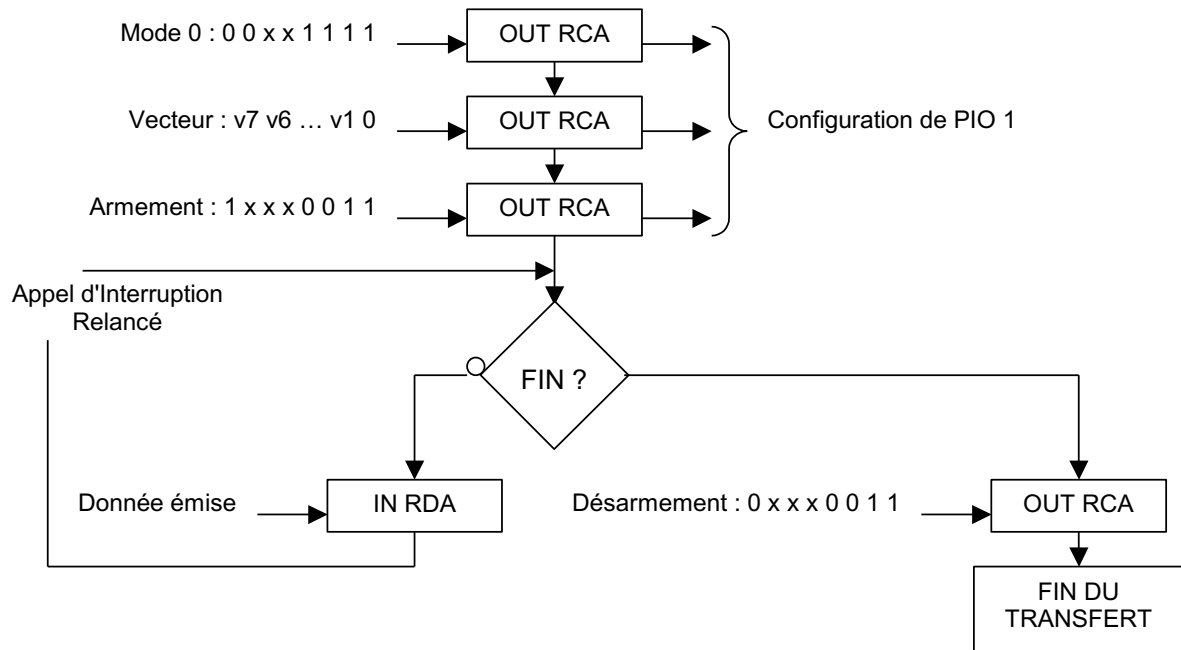 Mode 0 : 0 0 x x 1 1 1 1
OUT RCA
Vecteur : v7 v6 … v1 0
OUT RCA
Configuration de PIO 1
Armement : 1 x x x 0 0 1 1
OUT RCA
Appel d'Interruption
Relancé
FIN ?
Donnée émise
IN RDA
Désarmement : 0 x x x 0 0 1 1
OUT RCA
FIN DU
TRANSFERT